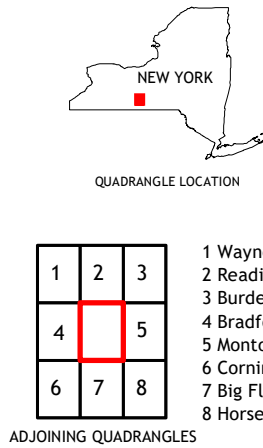 NEW YORK
QUADRANGLE LOCATION
1 2 3
4 5
6 7 8
1 Wayne
2 Readi
3 Burde
4 Bradf
5 Monto
6 Cornin
7 Big Fl
8 Horse
ADJOINING QUADRANGLES